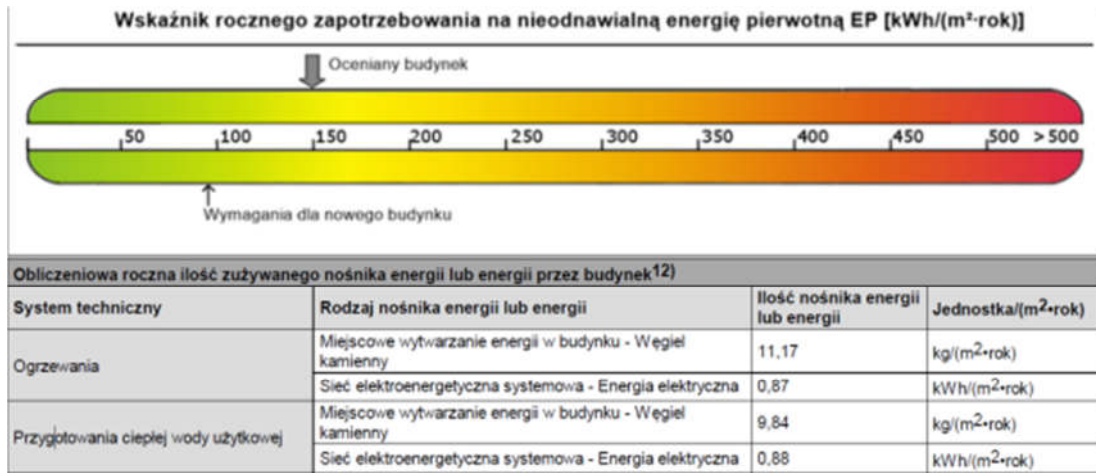 Wskaźnik rocznego zapotrzebowania na nieodnawialną energię pierwotną EP [kWh/(m²·rok)]
Oceniany budynek
50 100 150 200 250 300 350 400 450 500 > 500
Wymagania dla nowego budynku
Obliczeniowa roczna ilość zużywanego nośnika energii lub energii przez budynek12)
System techniczny
Rodzaj nośnika energii lub energii
Ilość nośnika energii
lub energii
Jednostka/(m2•rok)
Ogrzewania
Miejscowe wytwarzanie energii w budynku - Węgiel
kamienny
11,17
kg/(m2•rok)
Sieć elektroenergetyczna systemowa - Energia elektryczna
0,87
kWh/(m2•rok)
Przygotowania ciepłej wody użytkowej
Miejscowe wytwarzanie energii w budynku - Węgiel
kamienny
9,84
kg/(m2•rok)
Sieć elektroenergetyczna systemowa - Energia elektryczna
0,88
kWh/(m2•rok)